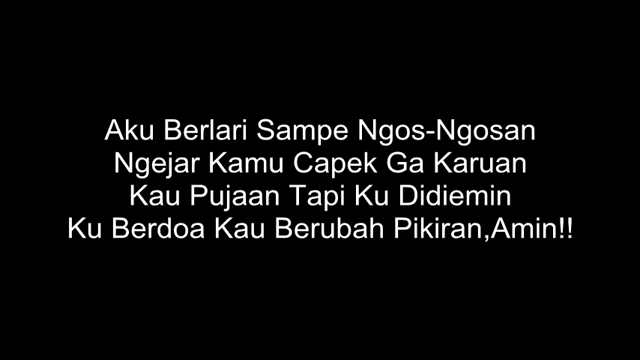 Aku Berlari Sampe Ngos-Ngosan
Ngejar Kamu Capek Ga Karuan
Kau Pujaan Tapi Ku Didiemin
Ku Berdoa Kau Berubah Pikiran,Amin!!